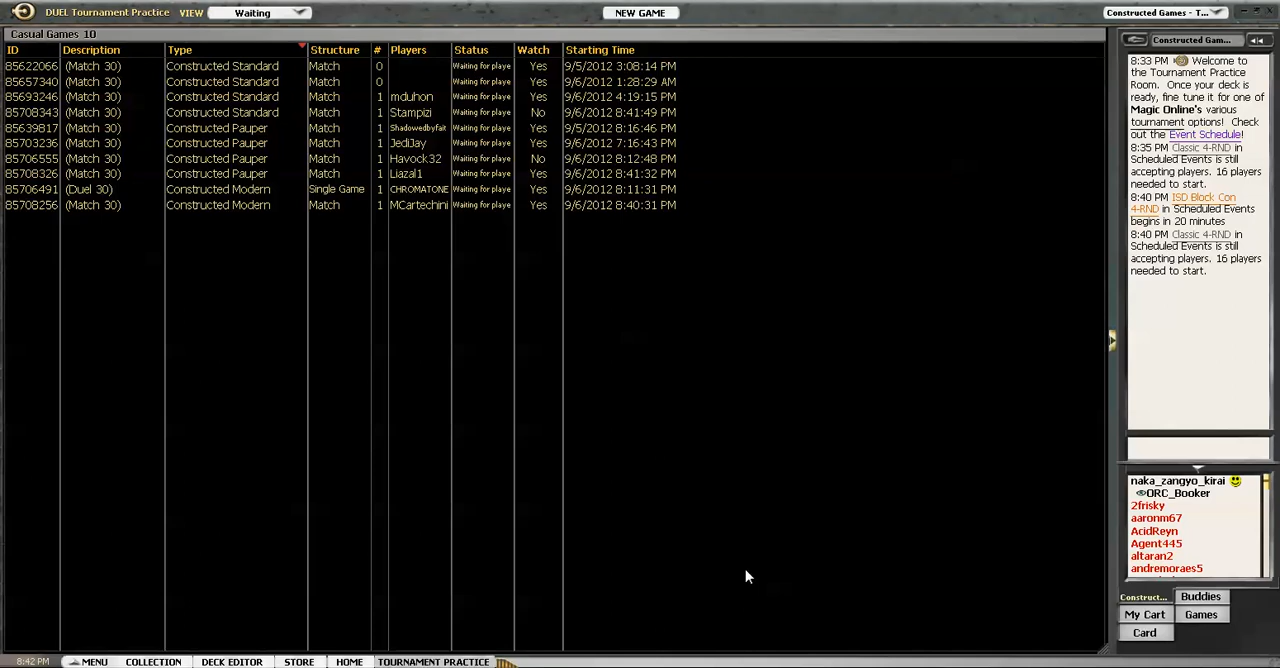 DUEL Tournament Practice VIEW Waiting NEW GAME Constructed Games - T...
Casual Games 10
ID Description Type Structure # Players Status Watch Starting Time
85622066 (Match 30) Constructed Standard Match 0 Waiting for playe Yes 9/5/2012 3:08:14 PM
85657340 (Match 30) Constructed Standard Match 0 Waiting for playe Yes 9/6/2012 1:28:29 AM
85693246 (Match 30) Constructed Standard Match 1 mduhon Waiting for playe Yes 9/6/2012 4:19:15 PM
85708343 (Match 30) Constructed Standard Match 1 Stampizi Waiting for playe No 9/6/2012 8:41:49 PM
85639817 (Match 30) Constructed Pauper Match 1 Shadowedbyfait Waiting for playe Yes 9/5/2012 8:16:46 PM
85703236 (Match 30) Constructed Pauper Match 1 JediJay Waiting for playe Yes 9/6/2012 7:16:43 PM
85706555 (Match 30) Constructed Pauper Match 1 Havock32 Waiting for playe No 9/6/2012 8:12:48 PM
85708326 (Match 30) Constructed Pauper Match 1 Liazal1 Waiting for playe Yes 9/6/2012 8:41:32 PM
85706491 (Duel 30) Constructed Modern Single Game 1 CHROMATONE Waiting for playe Yes 9/6/2012 8:11:31 PM
85708256 (Match 30) Constructed Modern Match 1 MCartechini Waiting for playe Yes 9/6/2012 8:40:31 PM
Constructed Gam...
8:33 PM Welcome to
the Tournament Practice
Room. Once your deck is
ready, fine tune it for one of
Magic Online's various
tournament options! Check
out the Event Schedule!
8:35 PM Classic 4-RND in
Scheduled Events is still
accepting players. 16 players
needed to start.
8:40 PM ISD Block Con
4-RND in Scheduled Events
begins in 20 minutes
8:40 PM Classic 4-RND in
Scheduled Events is still
accepting players. 16 players
needed to start.
naka_zangyo_kirai
ORC_Booker
2frisky
aaronm67
AcidReyn
Agent445
altaran2
andremoraes5
Construct... Buddies
My Cart Games
Card
8:42 PM MENU COLLECTION DECK EDITOR STORE HOME TOURNAMENT PRACTICE